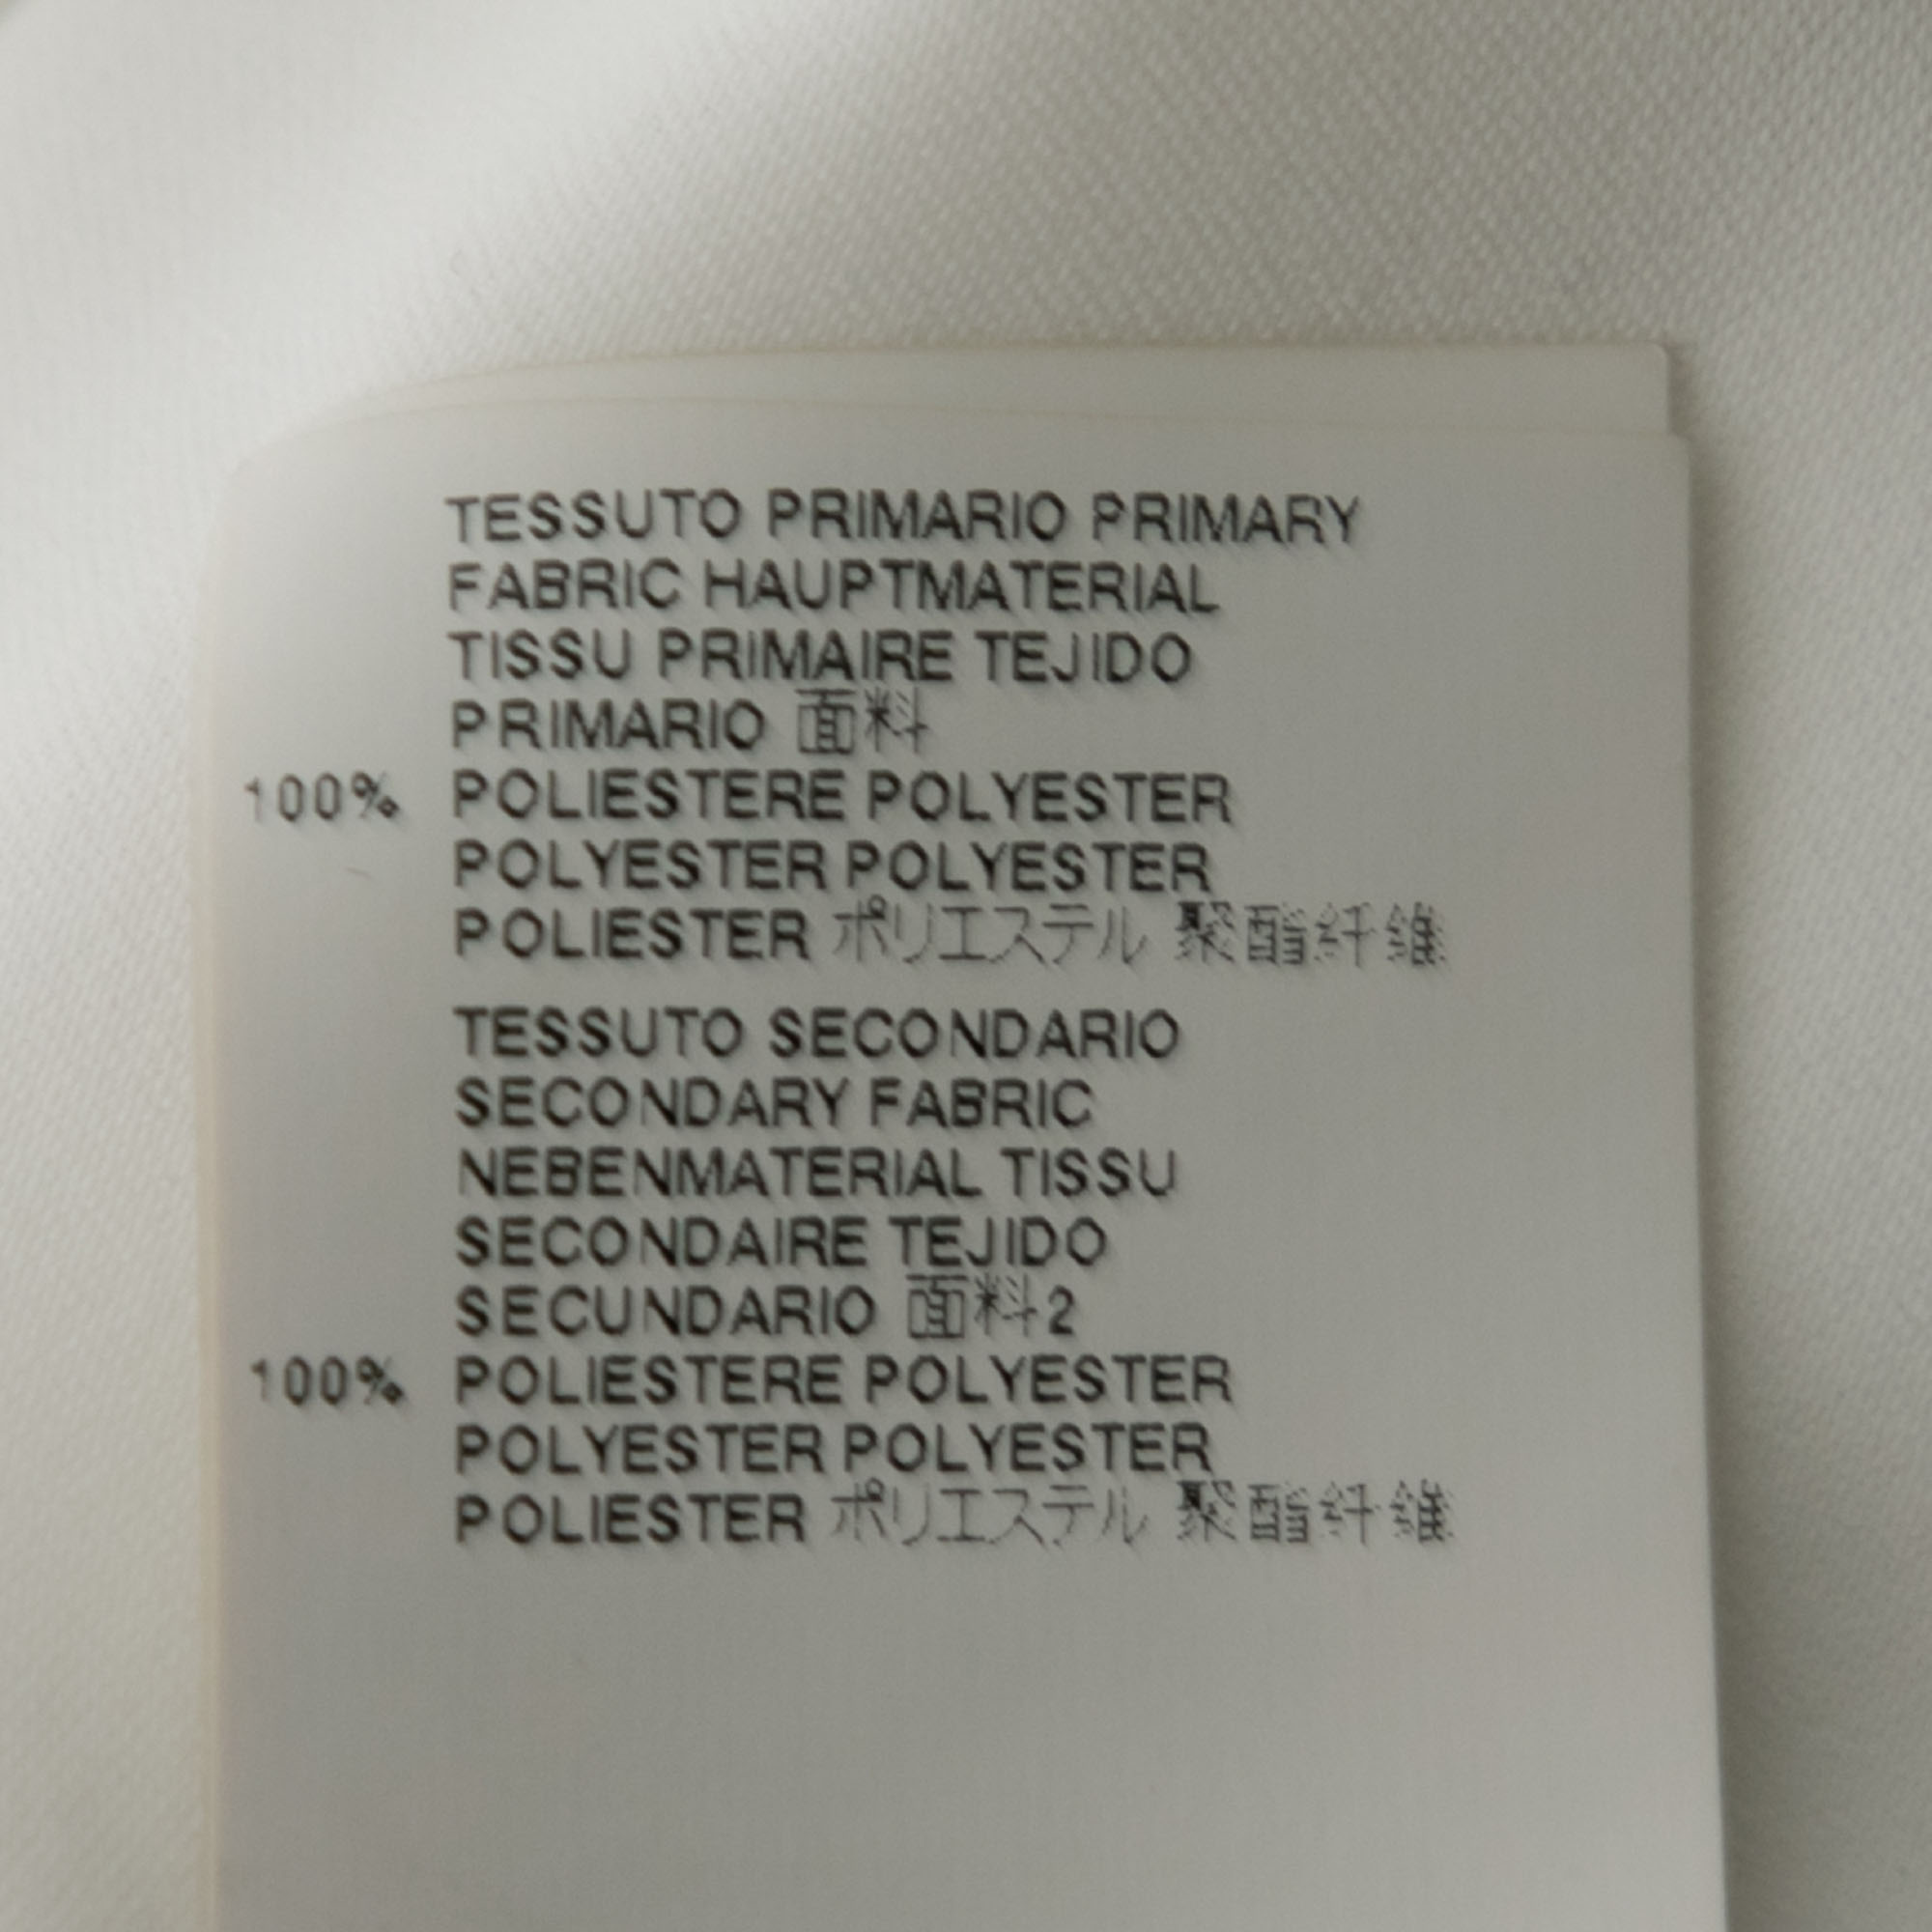 TESSUTO PRIMARIO PRIMARY
FABRIC HAUPTMATERIAL
TISSU PRIMAIRE TEJIDO
PRIMARIO 面料
100% POLIESTERE POLYESTER
POLYESTER POLYESTER
POLIESTER ポリエステル 聚酯纤維
TESSUTO SECONDARIO
SECONDARY FABRIC
NEBENMATERIAL TISSU
SECONDAIRE TEJIDO
SECUNDARIO 面料2
100% POLIESTERE POLYESTER
POLYESTER POLYESTER
POLIESTER ポリエステル 聚酯纤維